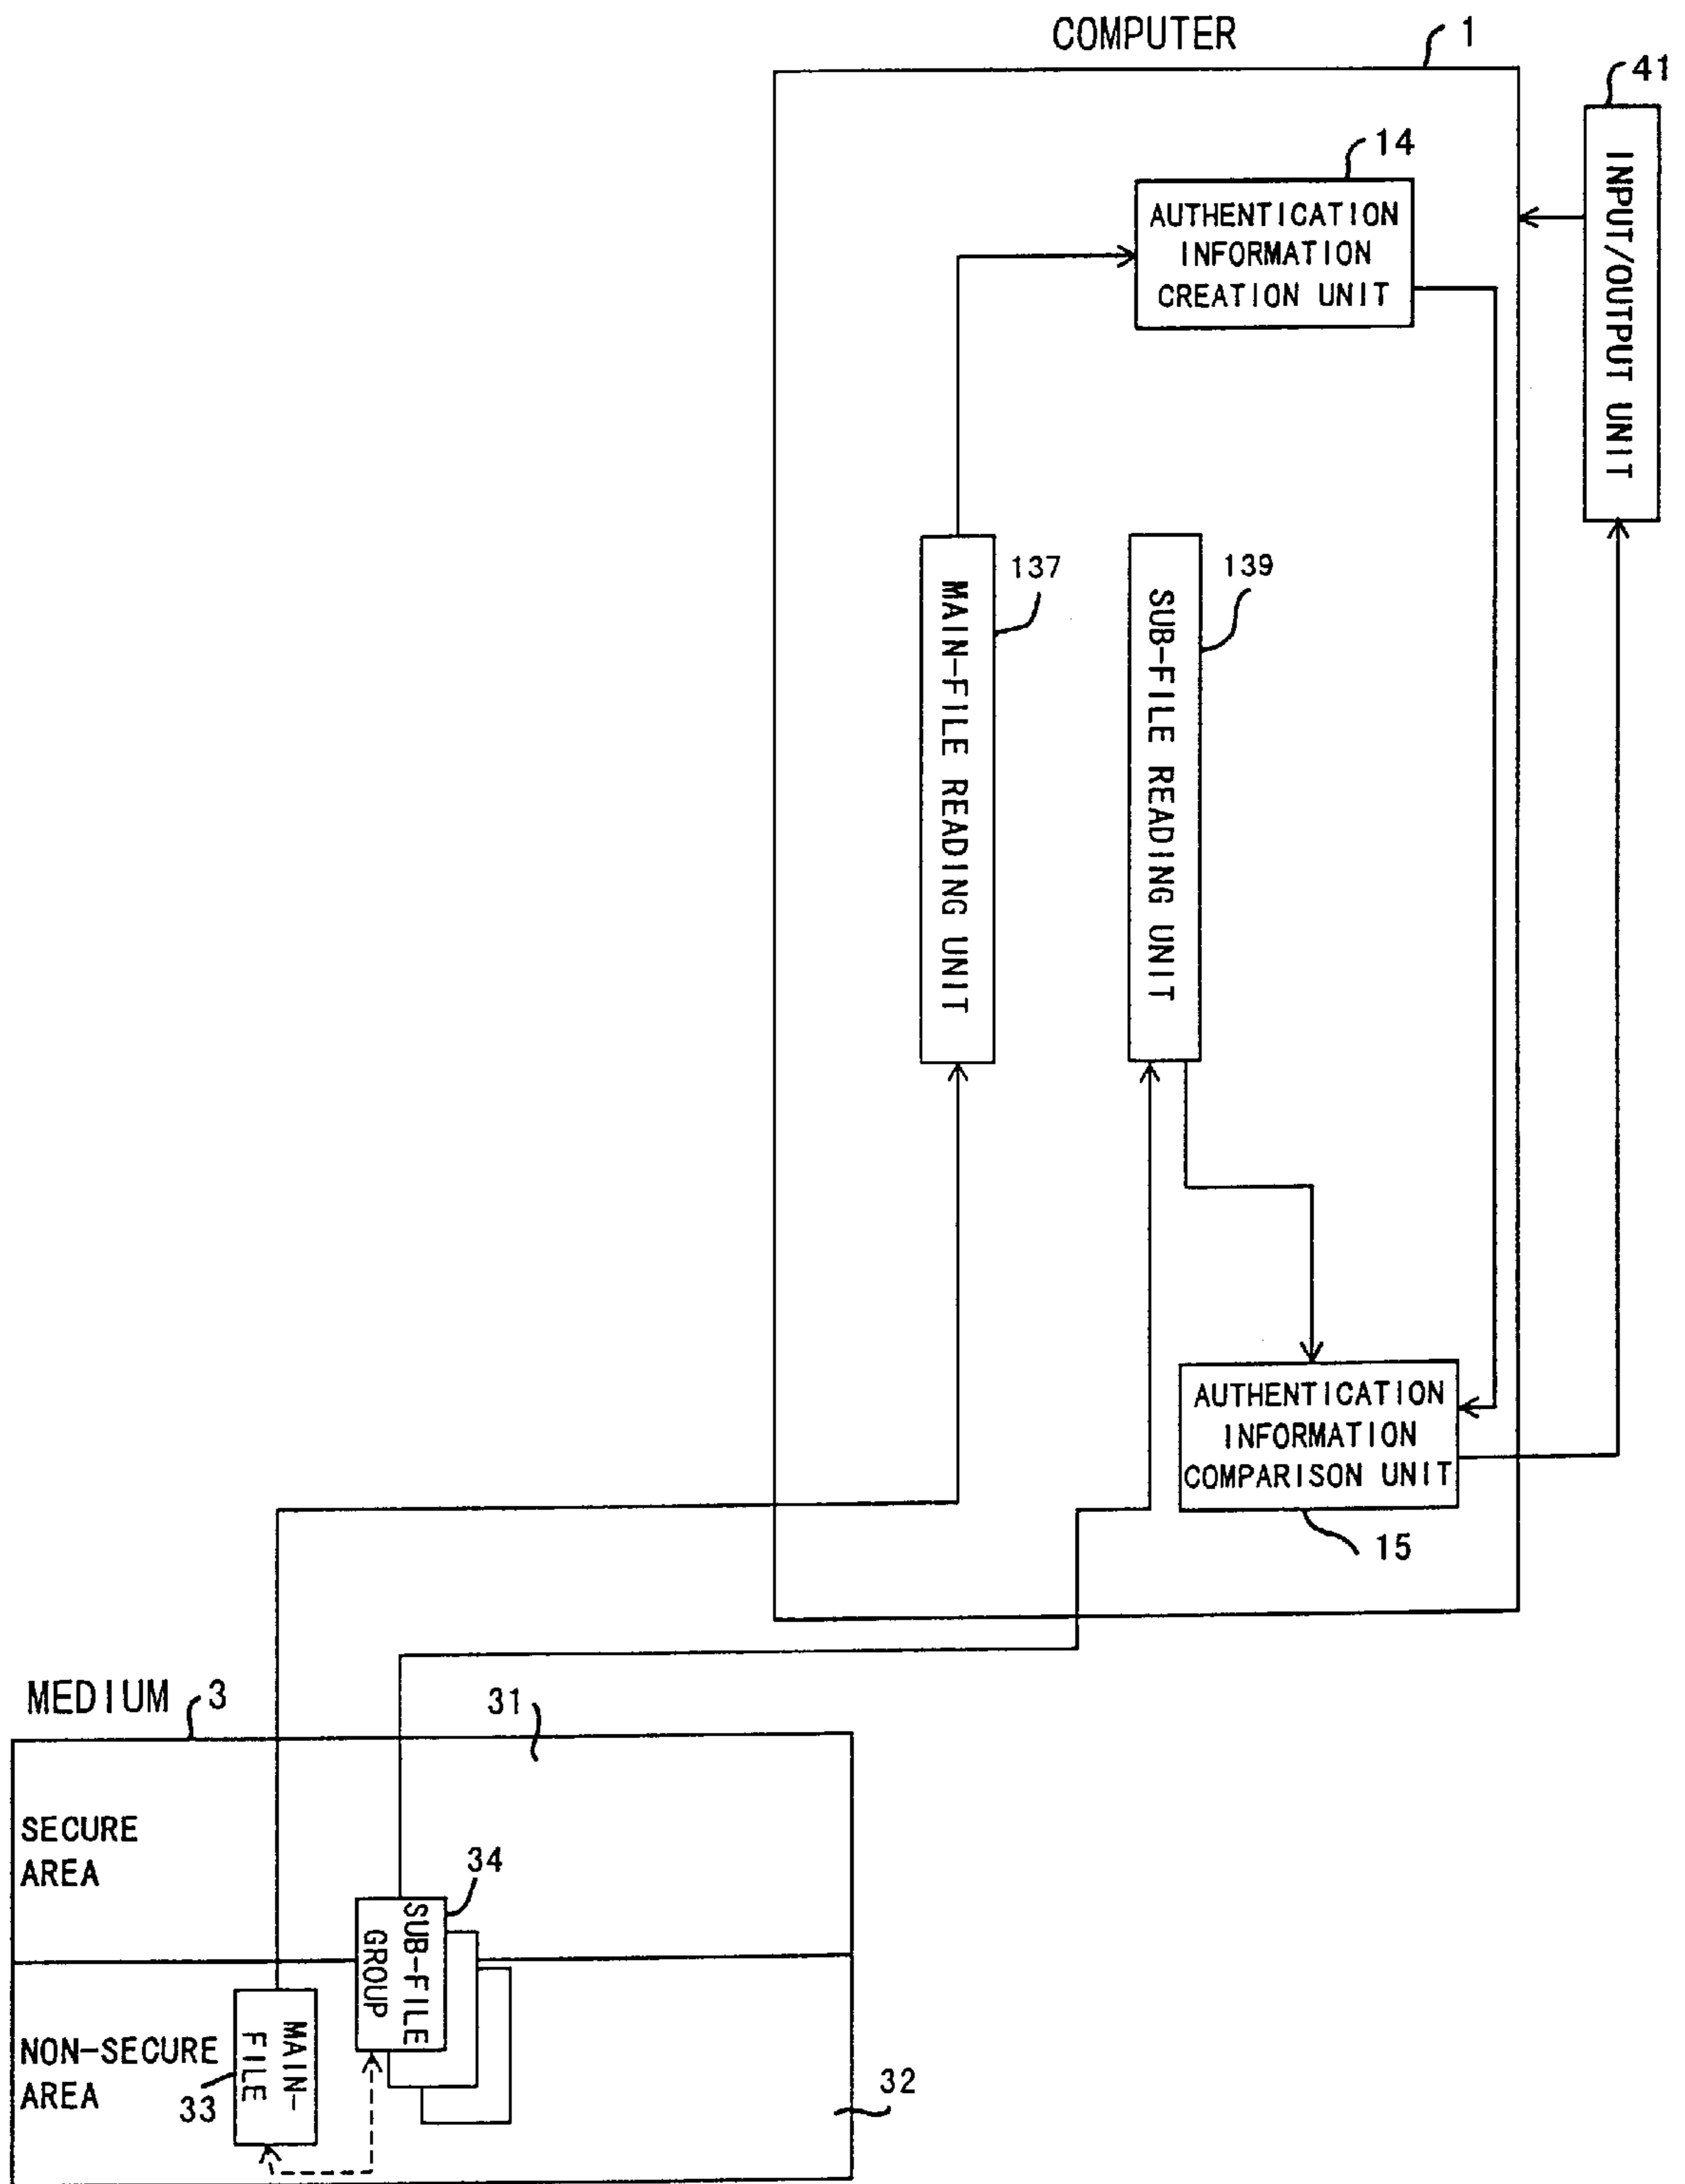 COMPUTER
1
41
14
INPUT/OUTPUT UNIT
AUTHENTICATION
INFORMATION
CREATION UNIT
137
139
MAIN-FILE READING UNIT
SUB-FILE READING UNIT
AUTHENTICATION
INFORMATION
COMPARISON UNIT
15
MEDIUM
3
31
SECURE
AREA
34
SUB-FILE
GROUP
NON-SECURE
AREA
MAIN-
FILE
33
32